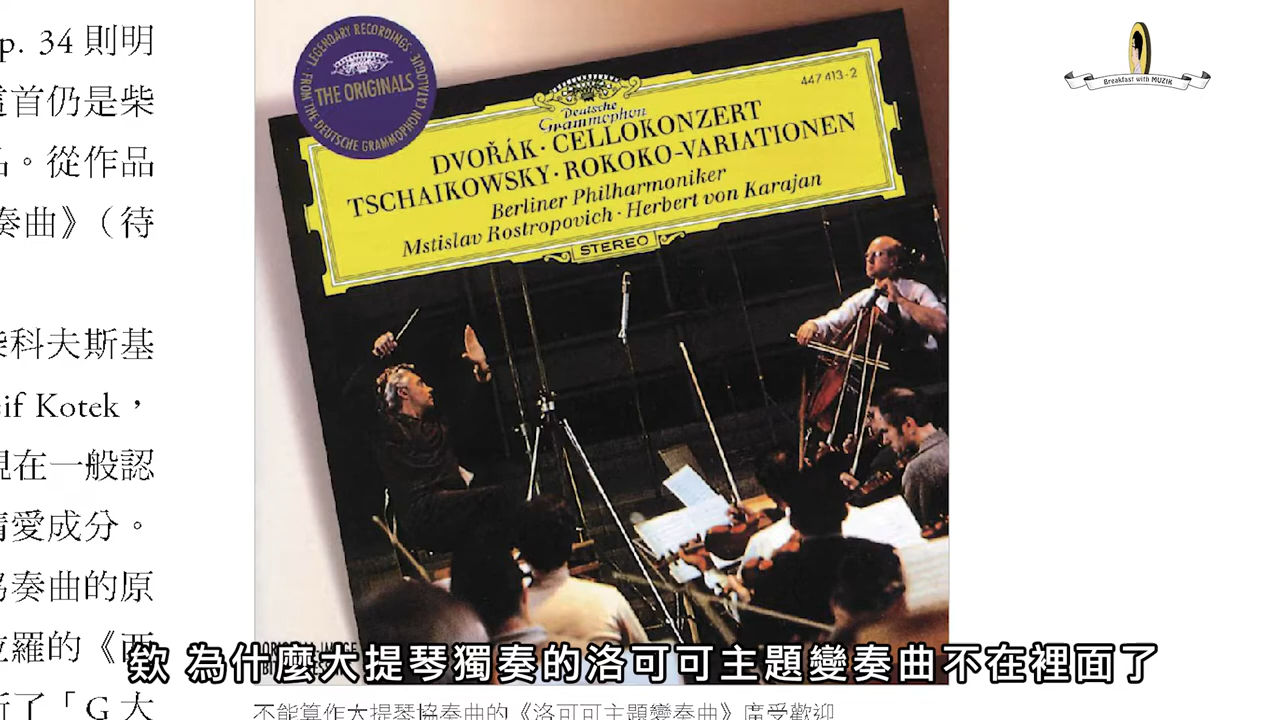 p. 34 則明
這首仍是柴
品。從作品
奏曲》（待
柴科夫斯基
eif Kotek，
現在一般認
情愛成分。
協奏曲的原
拉羅的《西
「G 大
LEGENDARY RECORDINGS
THE ORIGINALS
FROM THE DEUTSCHE GRAMMOPHON CATALOGUE
447 413-2
Deutsche
Grammophon
DVOŘÁK · CELLOKONZERT
TSCHAIKOWSKY · ROKOKO-VARIATIONEN
Berliner Philharmoniker
Mstislav Rostropovich · Herbert von Karajan
STEREO
Breakfast with MUZIK
欸 為什麼大提琴獨奏的洛可可主題變奏曲不在裡面了
不能算作大提琴協奏曲的《洛可可主題變奏曲》廣受歡迎